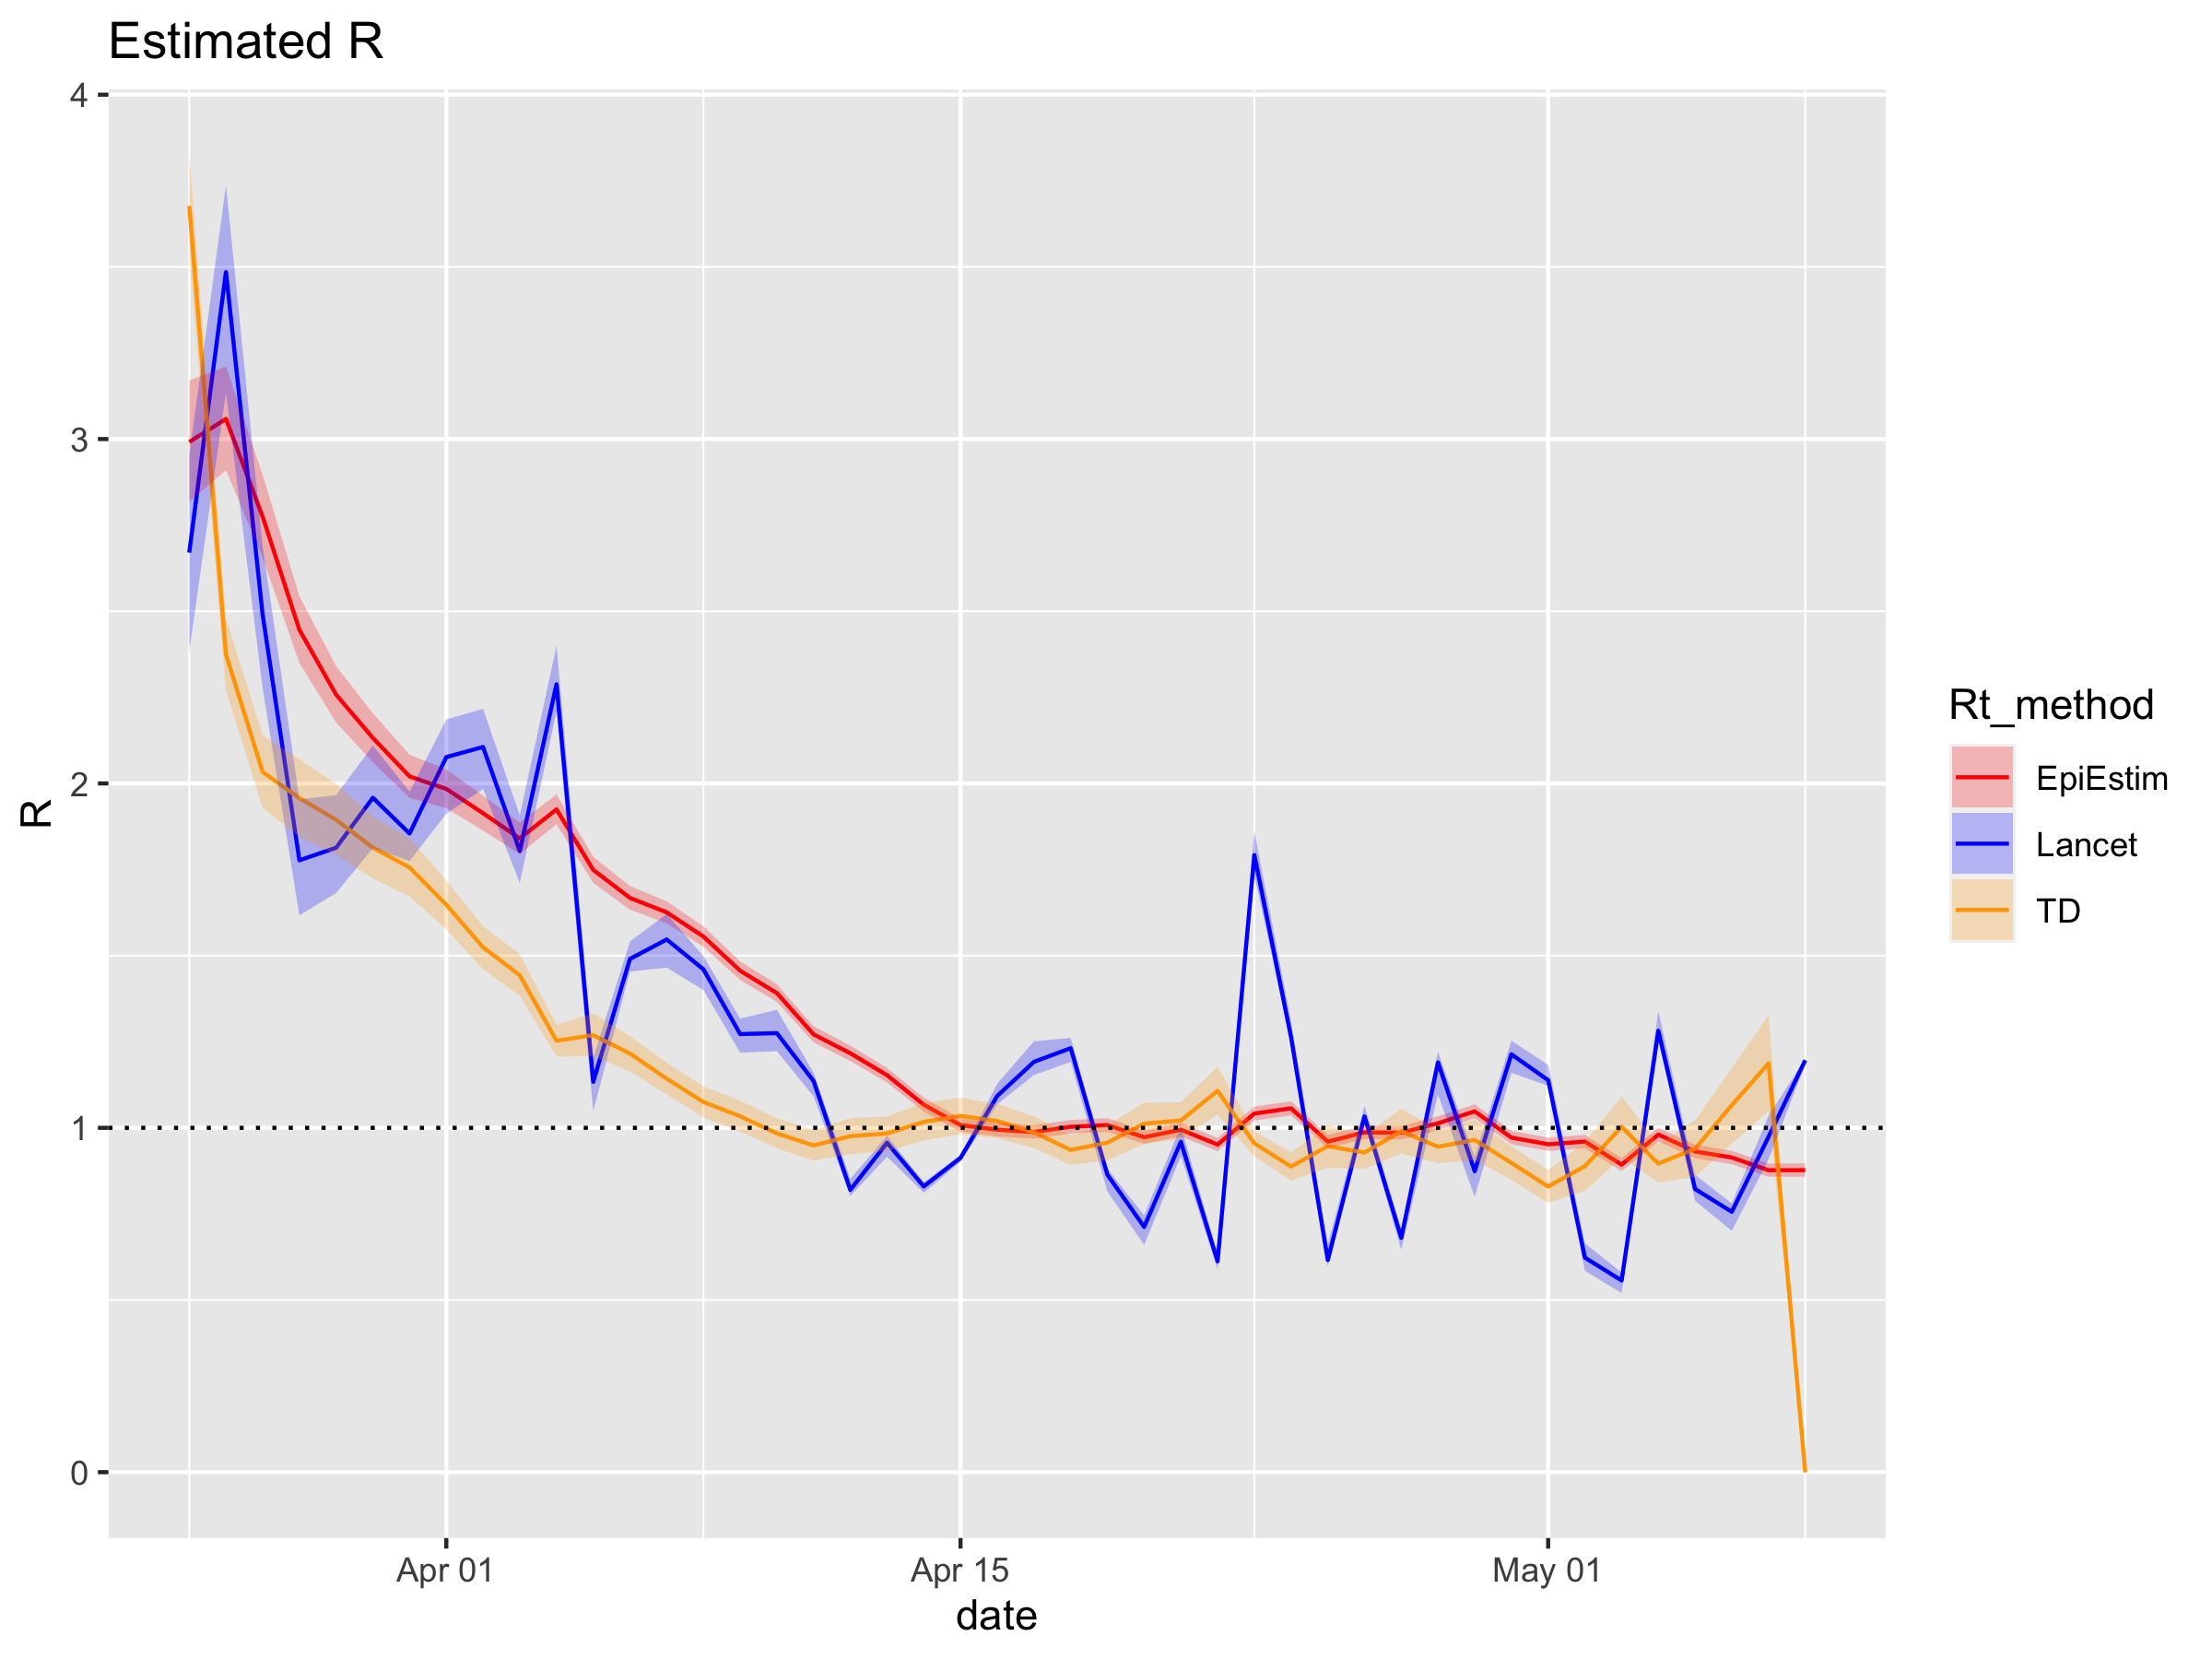 Estimated R
4
3
2
1
0
R
Apr 01
Apr 15
May 01
date
Rt_method
EpiEstim
Lancet
TD